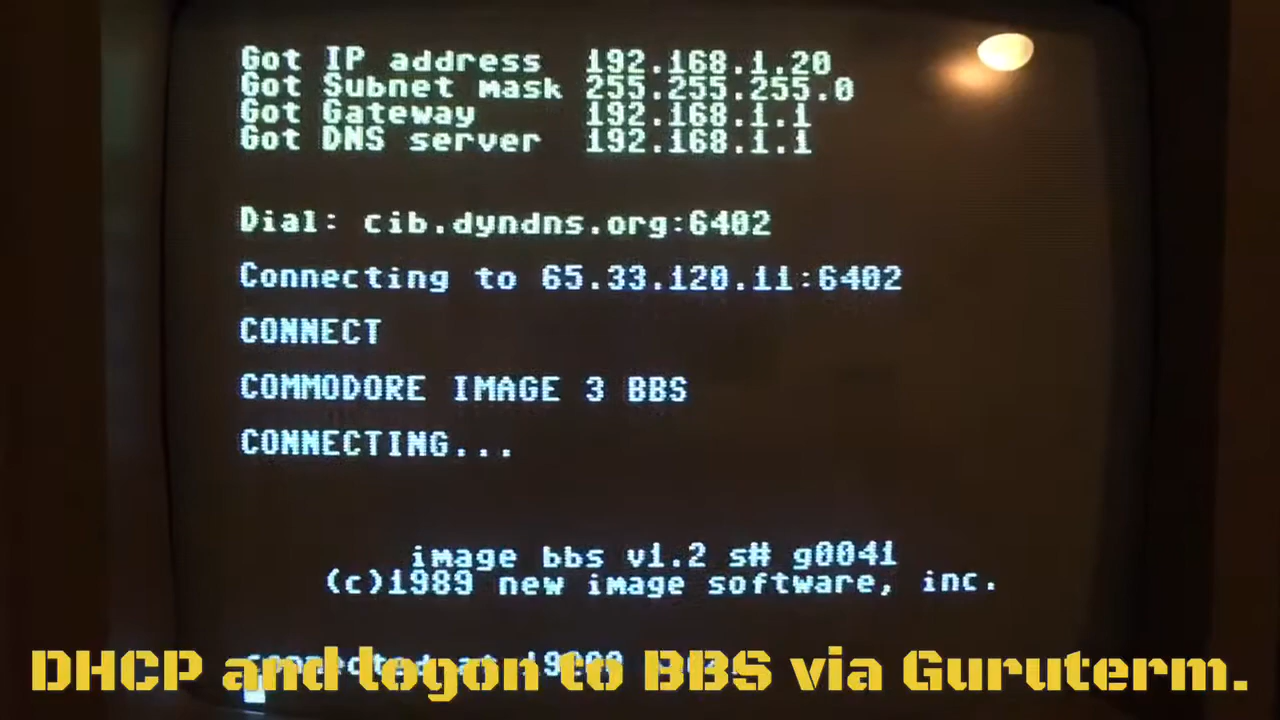 Got IP address 192.168.1.20
Got Subnet mask 255.255.255.0
Got Gateway 192.168.1.1
Got DNS server 192.168.1.1
Dial: cib.dyndns.org:6402
Connecting to 65.33.120.11:6402
CONNECT
COMMODORE IMAGE 3 BBS
CONNECTING...
image bbs v1.2 s# g0041
(c)1989 new image software, inc.
Connected at
DHCP and logon to BBS via Guruterm.